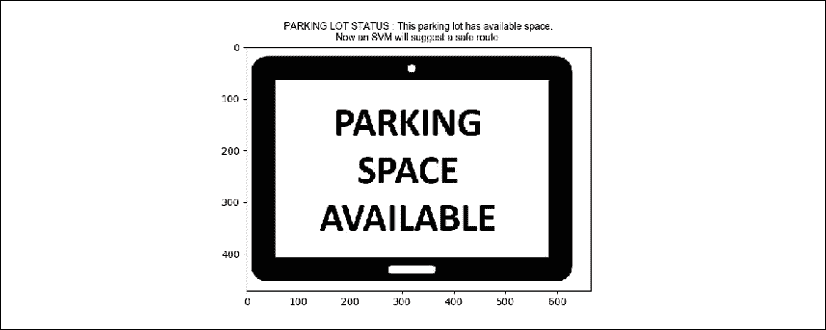 PARKING LOT STATUS : This parking lot has available space.
Now an SVM will suggest a safe route
0
100
200
300
400
PARKING
SPACE
AVAILABLE
0 100 200 300 400 500 600